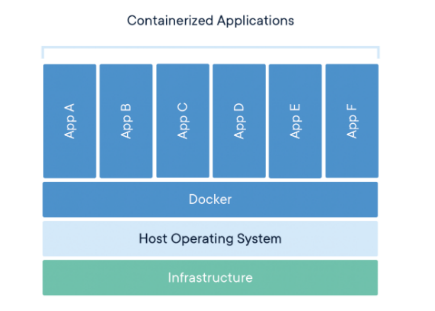 Containerized Applications
App A
App B
App C
App D
App E
App F
Docker
Host Operating System
Infrastructure